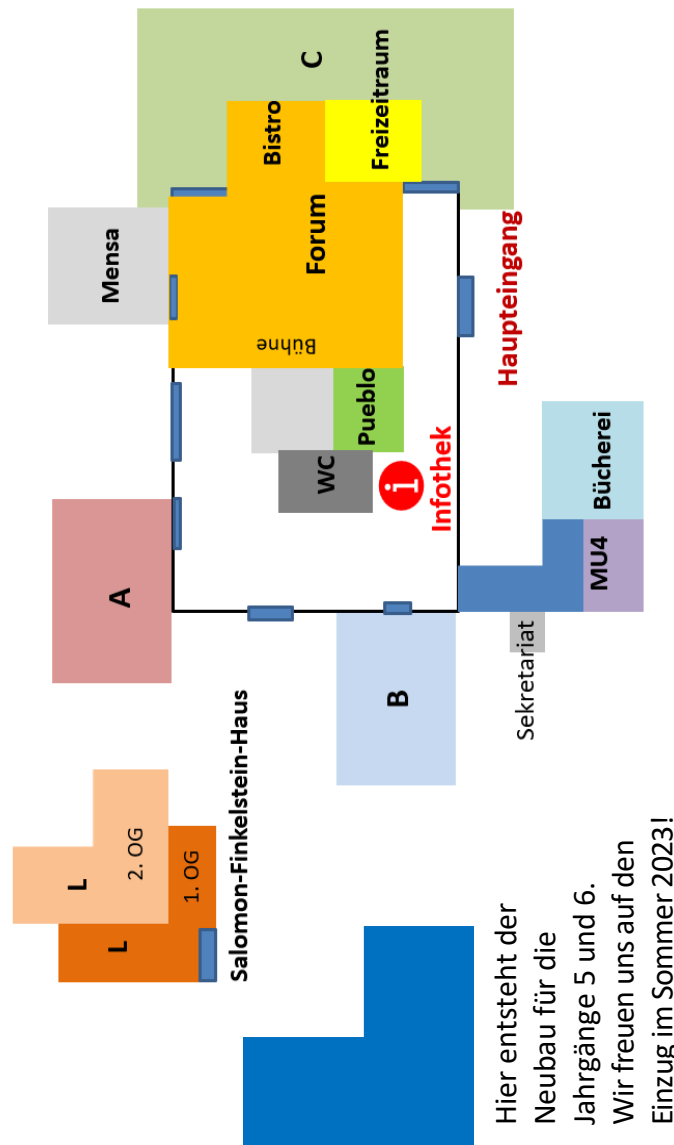 L
L
2. OG
1. OG
Salomon-Finkelstein-Haus
A
Mensa
C
Bistro
Bühne
Forum
Freizeitraum
WC
Pueblo
B
Infothek
Haupteingang
Sekretariat
MU4
Bücherei
Hier entsteht der
Neubau für die
Jahrgänge 5 und 6.
Wir freuen uns auf den
Einzug im Sommer 2023!